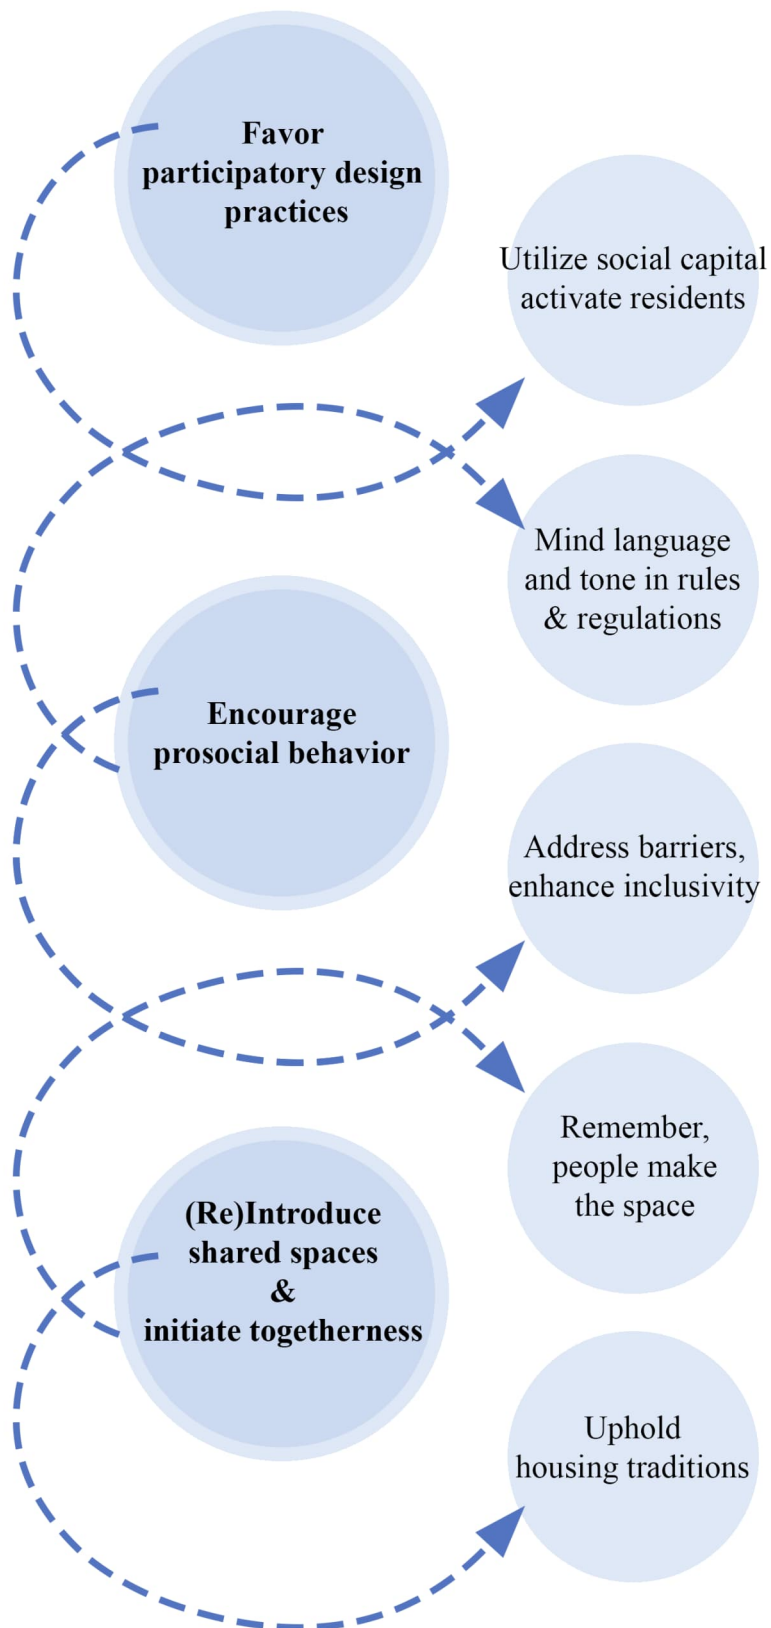 Favor
participatory design
practices
Utilize social capital
activate residents
Mind language
and tone in rules
& regulations
Encourage
prosocial behavior
Address barriers,
enhance inclusivity
Remember,
people make
the space
(Re)Introduce
shared spaces
&
initiate togetherness
Uphold
housing traditions